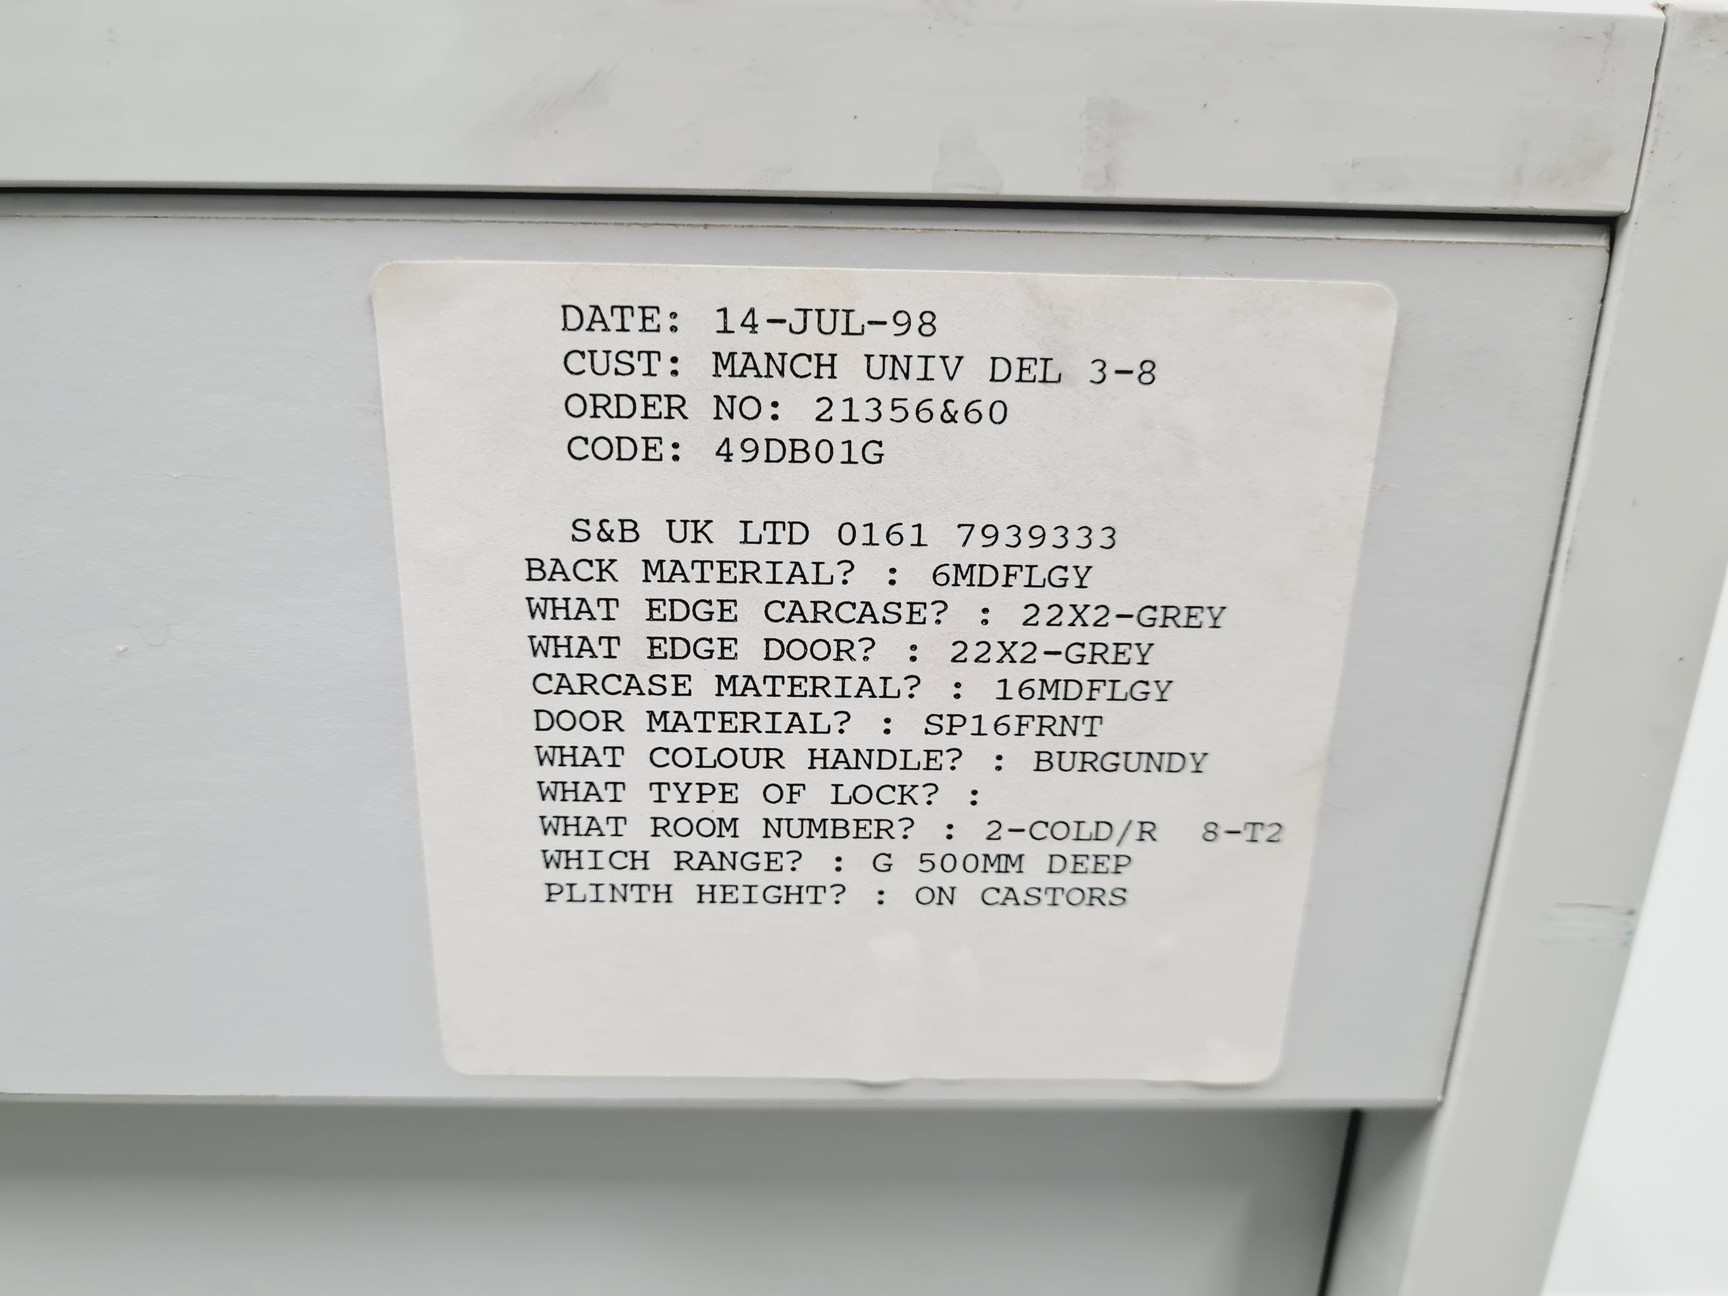 DATE: 14-JUL-98
CUST: MANCH UNIV DEL 3-8
ORDER NO: 21356&60
CODE: 49DB01G
S&B UK LTD 0161 7939333
BACK MATERIAL? : 6MDFLGY
WHAT EDGE CARCASE? : 22X2-GREY
WHAT EDGE DOOR? : 22X2-GREY
CARCASE MATERIAL? : 16MDFLGY
DOOR MATERIAL? : SP16FRNT
WHAT COLOUR HANDLE? : BURGUNDY
WHAT TYPE OF LOCK? :
WHAT ROOM NUMBER? : 2-COLD/R 8-T2
WHICH RANGE? : G 500MM DEEP
PLINTH HEIGHT? : ON CASTORS